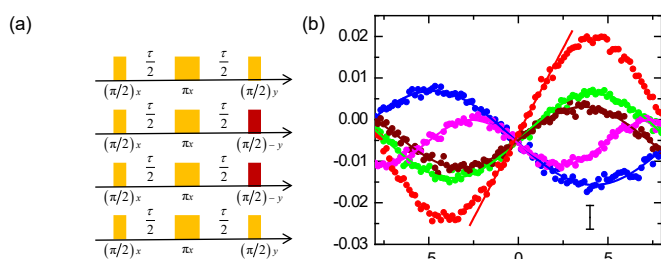 (a)
τ/2 τ/2
(π/2)x πx (π/2)y
τ/2 τ/2
(π/2)x πx (π/2)-y
τ/2 τ/2
(π/2)x πx (π/2)-y
τ/2 τ/2
(π/2)x πx (π/2)y
(b)
0.02
0.01
0.00
-0.01
-0.02
-0.03
5 0 5